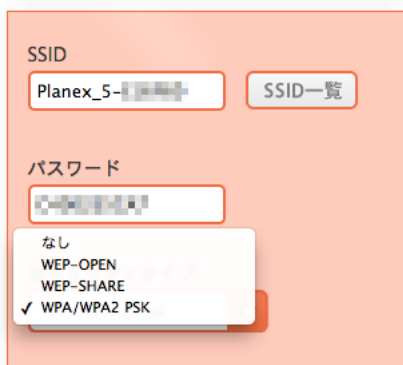 SSID
Planex_5-
SSID一覧
パスワード
なし
WEP-OPEN
WEP-SHARE
✓ WPA/WPA2 PSK